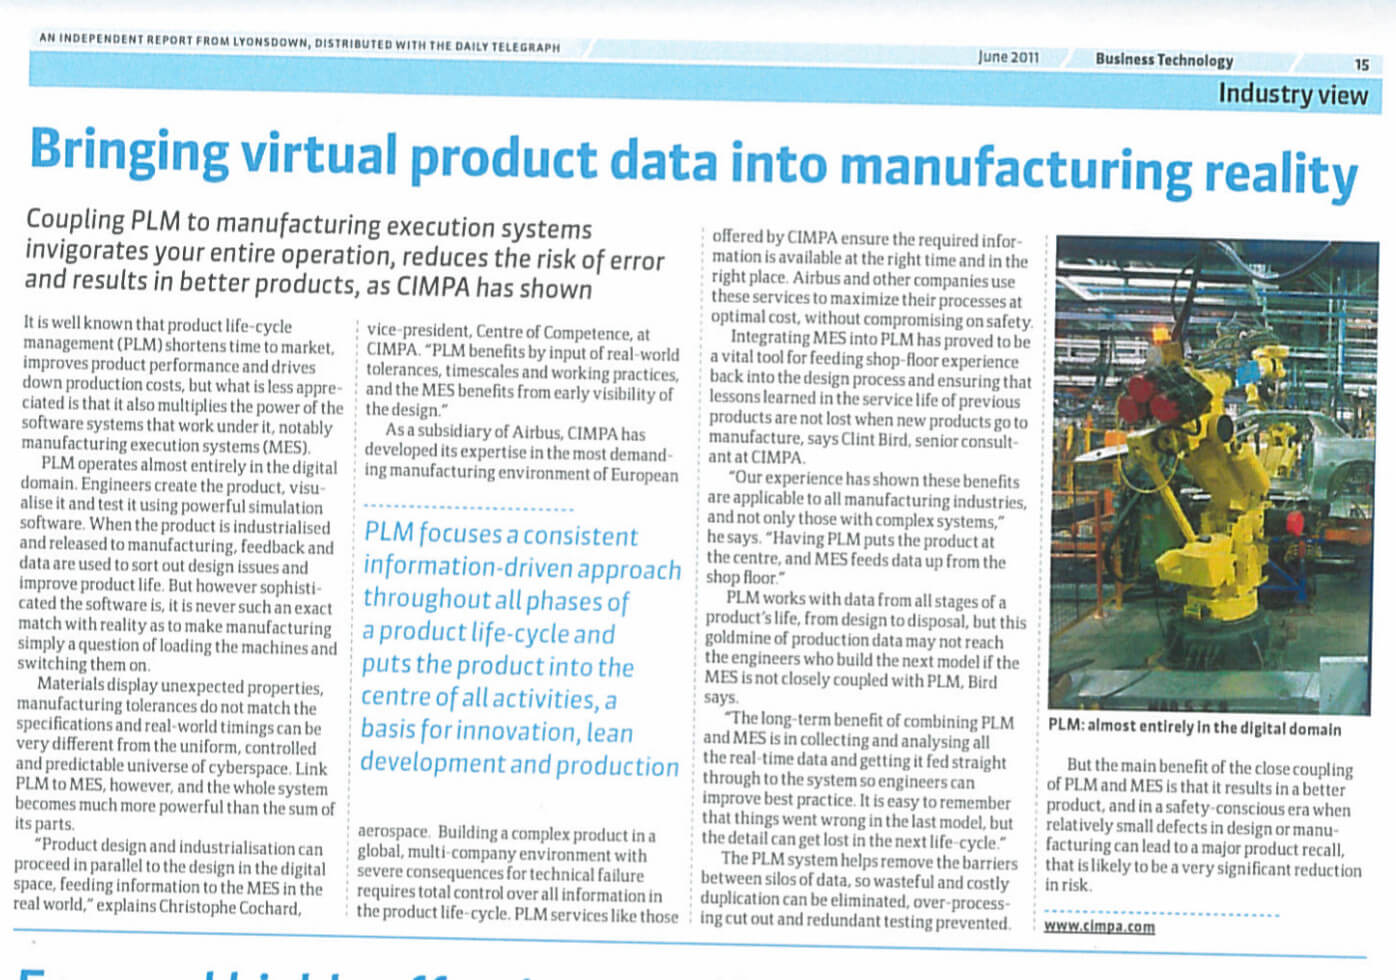 AN INDEPENDENT REPORT FROM LYONSDOWN, DISTRIBUTED WITH THE DAILY TELEGRAPH
June 2011
Business Technology
15
Industry view
Bringing virtual product data into manufacturing reality
Coupling PLM to manufacturing execution systems
invigorates your entire operation, reduces the risk of error
and results in better products, as CIMPA has shown
It is well known that product life-cycle
management (PLM) shortens time to market,
improves product performance and drives
down production costs, but what is less appre-
ciated is that it also multiplies the power of the
software systems that work under it, notably
manufacturing execution systems (MES).
PLM operates almost entirely in the digital
domain. Engineers create the product, visu-
alise it and test it using powerful simulation
software. When the product is industrialised
and released to manufacturing, feedback and
data are used to sort out design issues and
improve product life. But however sophisti-
cated the software is, it is never such an exact
match with reality as to make manufacturing
simply a question of loading the machines and
switching them on.
Materials display unexpected properties,
manufacturing tolerances do not match the
specifications and real-world timings can be
very different from the uniform, controlled
and predictable universe of cyberspace. Link
PLM to MES, however, and the whole system
becomes much more powerful than the sum of
its parts.
"Product design and industrialisation can
proceed in parallel to the design in the digital
space, feeding information to the MES in the
real world," explains Christophe Cochard,
vice-president, Centre of Competence, at
CIMPA. "PLM benefits by input of real-world
tolerances, timescales and working practices,
and the MES benefits from early visibility of
the design."
As a subsidiary of Airbus, CIMPA has
developed its expertise in the most demand-
ing manufacturing environment of European
PLM focuses a consistent
information-driven approach
throughout all phases of
a product life-cycle and
puts the product into the
centre of all activities, a
basis for innovation, lean
development and production
aerospace. Building a complex product in a
global, multi-company environment with
severe consequences for technical failure
requires total control over all information in
the product life-cycle. PLM services like those
offered by CIMPA ensure the required infor-
mation is available at the right time and in the
right place. Airbus and other companies use
these services to maximize their processes at
optimal cost, without compromising on safety.
Integrating MES into PLM has proved to be
a vital tool for feeding shop-floor experience
back into the design process and ensuring that
lessons learned in the service life of previous
products are not lost when new products go to
manufacture, says Clint Bird, senior consult-
ant at CIMPA.
"Our experience has shown these benefits
are applicable to all manufacturing industries,
and not only those with complex systems,"
he says. "Having PLM puts the product at
the centre, and MES feeds data up from the
shop floor."
PLM works with data from all stages of a
product's life, from design to disposal, but this
goldmine of production data may not reach
the engineers who build the next model if the
MES is not closely coupled with PLM, Bird
says.
"The long-term benefit of combining PLM
and MES is in collecting and analysing all
the real-time data and getting it fed straight
through to the system so engineers can
improve best practice. It is easy to remember
that things went wrong in the last model, but
the detail can get lost in the next life-cycle."
The PLM system helps remove the barriers
between silos of data, so wasteful and costly
duplication can be eliminated, over-process-
ing cut out and redundant testing prevented.
PLM: almost entirely in the digital domain
But the main benefit of the close coupling
of PLM and MES is that it results in a better
product, and in a safety-conscious era when
relatively small defects in design or manu-
facturing can lead to a major product recall,
that is likely to be a very significant reduction
in risk.
www.cimpa.com